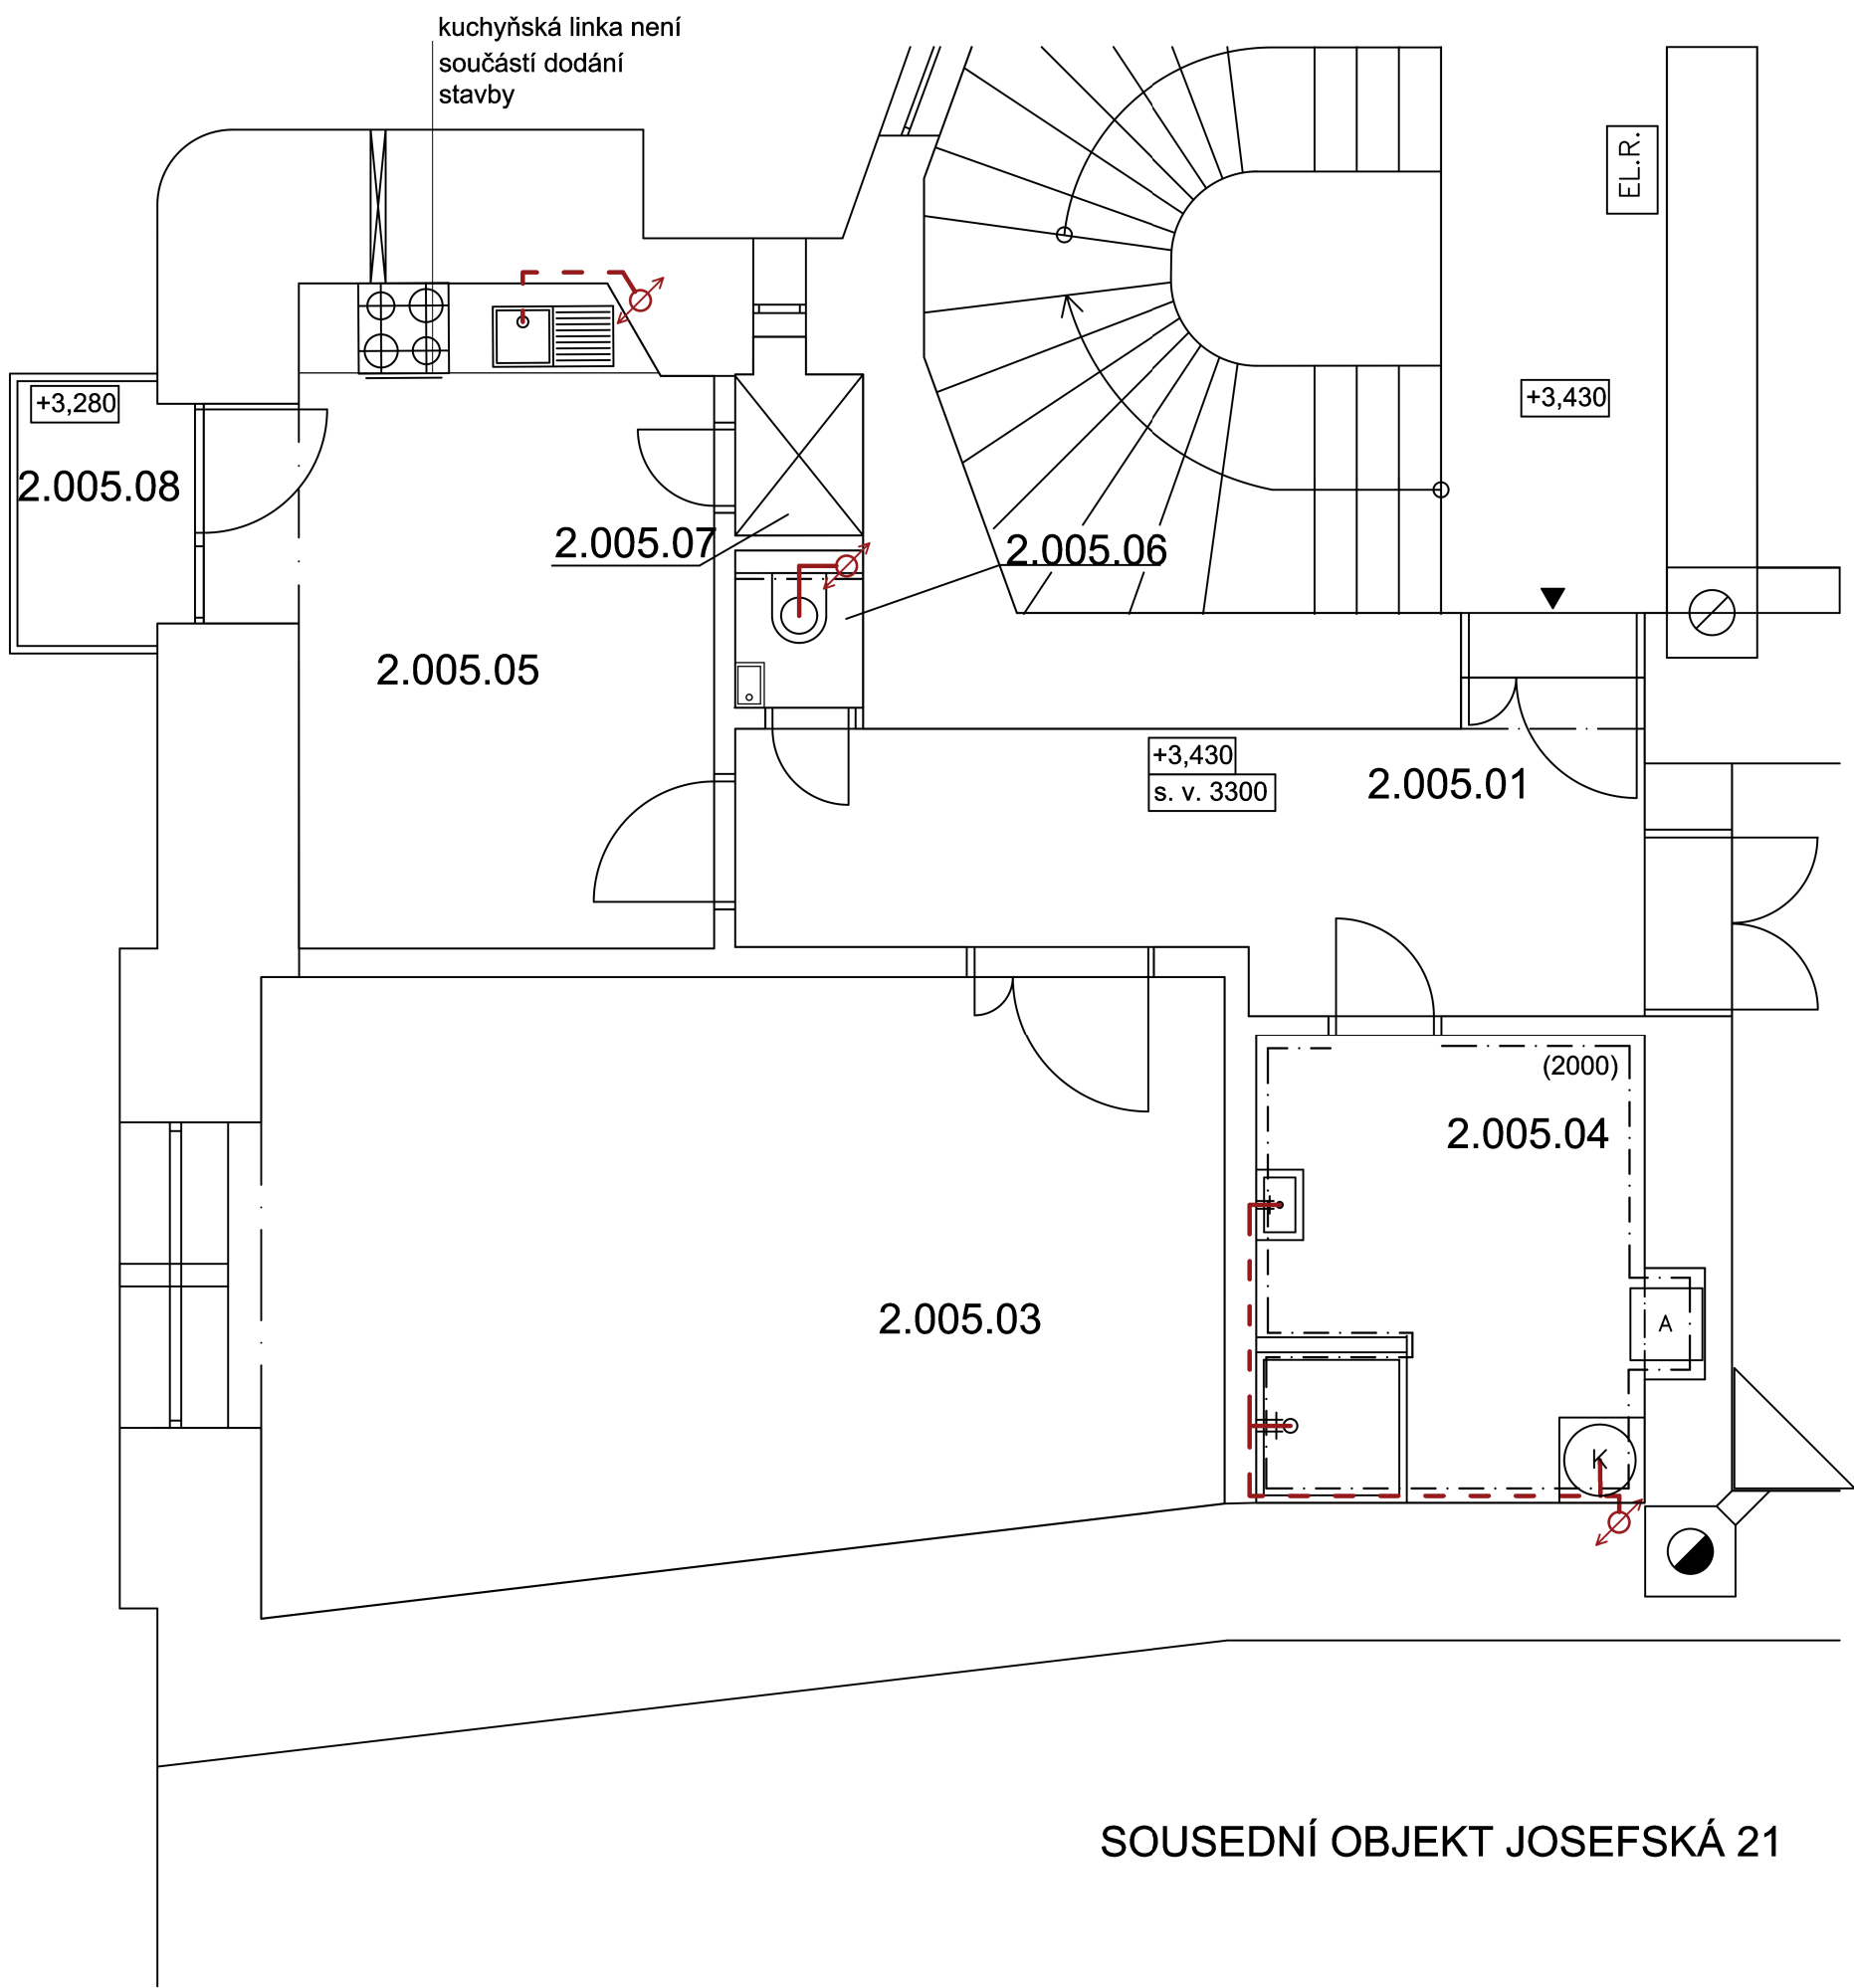 kuchyňská linka není
součástí dodání
stavby
EL.R.
+3,280
+3,430
2.005.08
2.005.07
2.005.06
2.005.05
+3,430
s. v. 3300
2.005.01
(2000)
2.005.04
2.005.03
A
K
SOUSEDNÍ OBJEKT JOSEFSKÁ 21